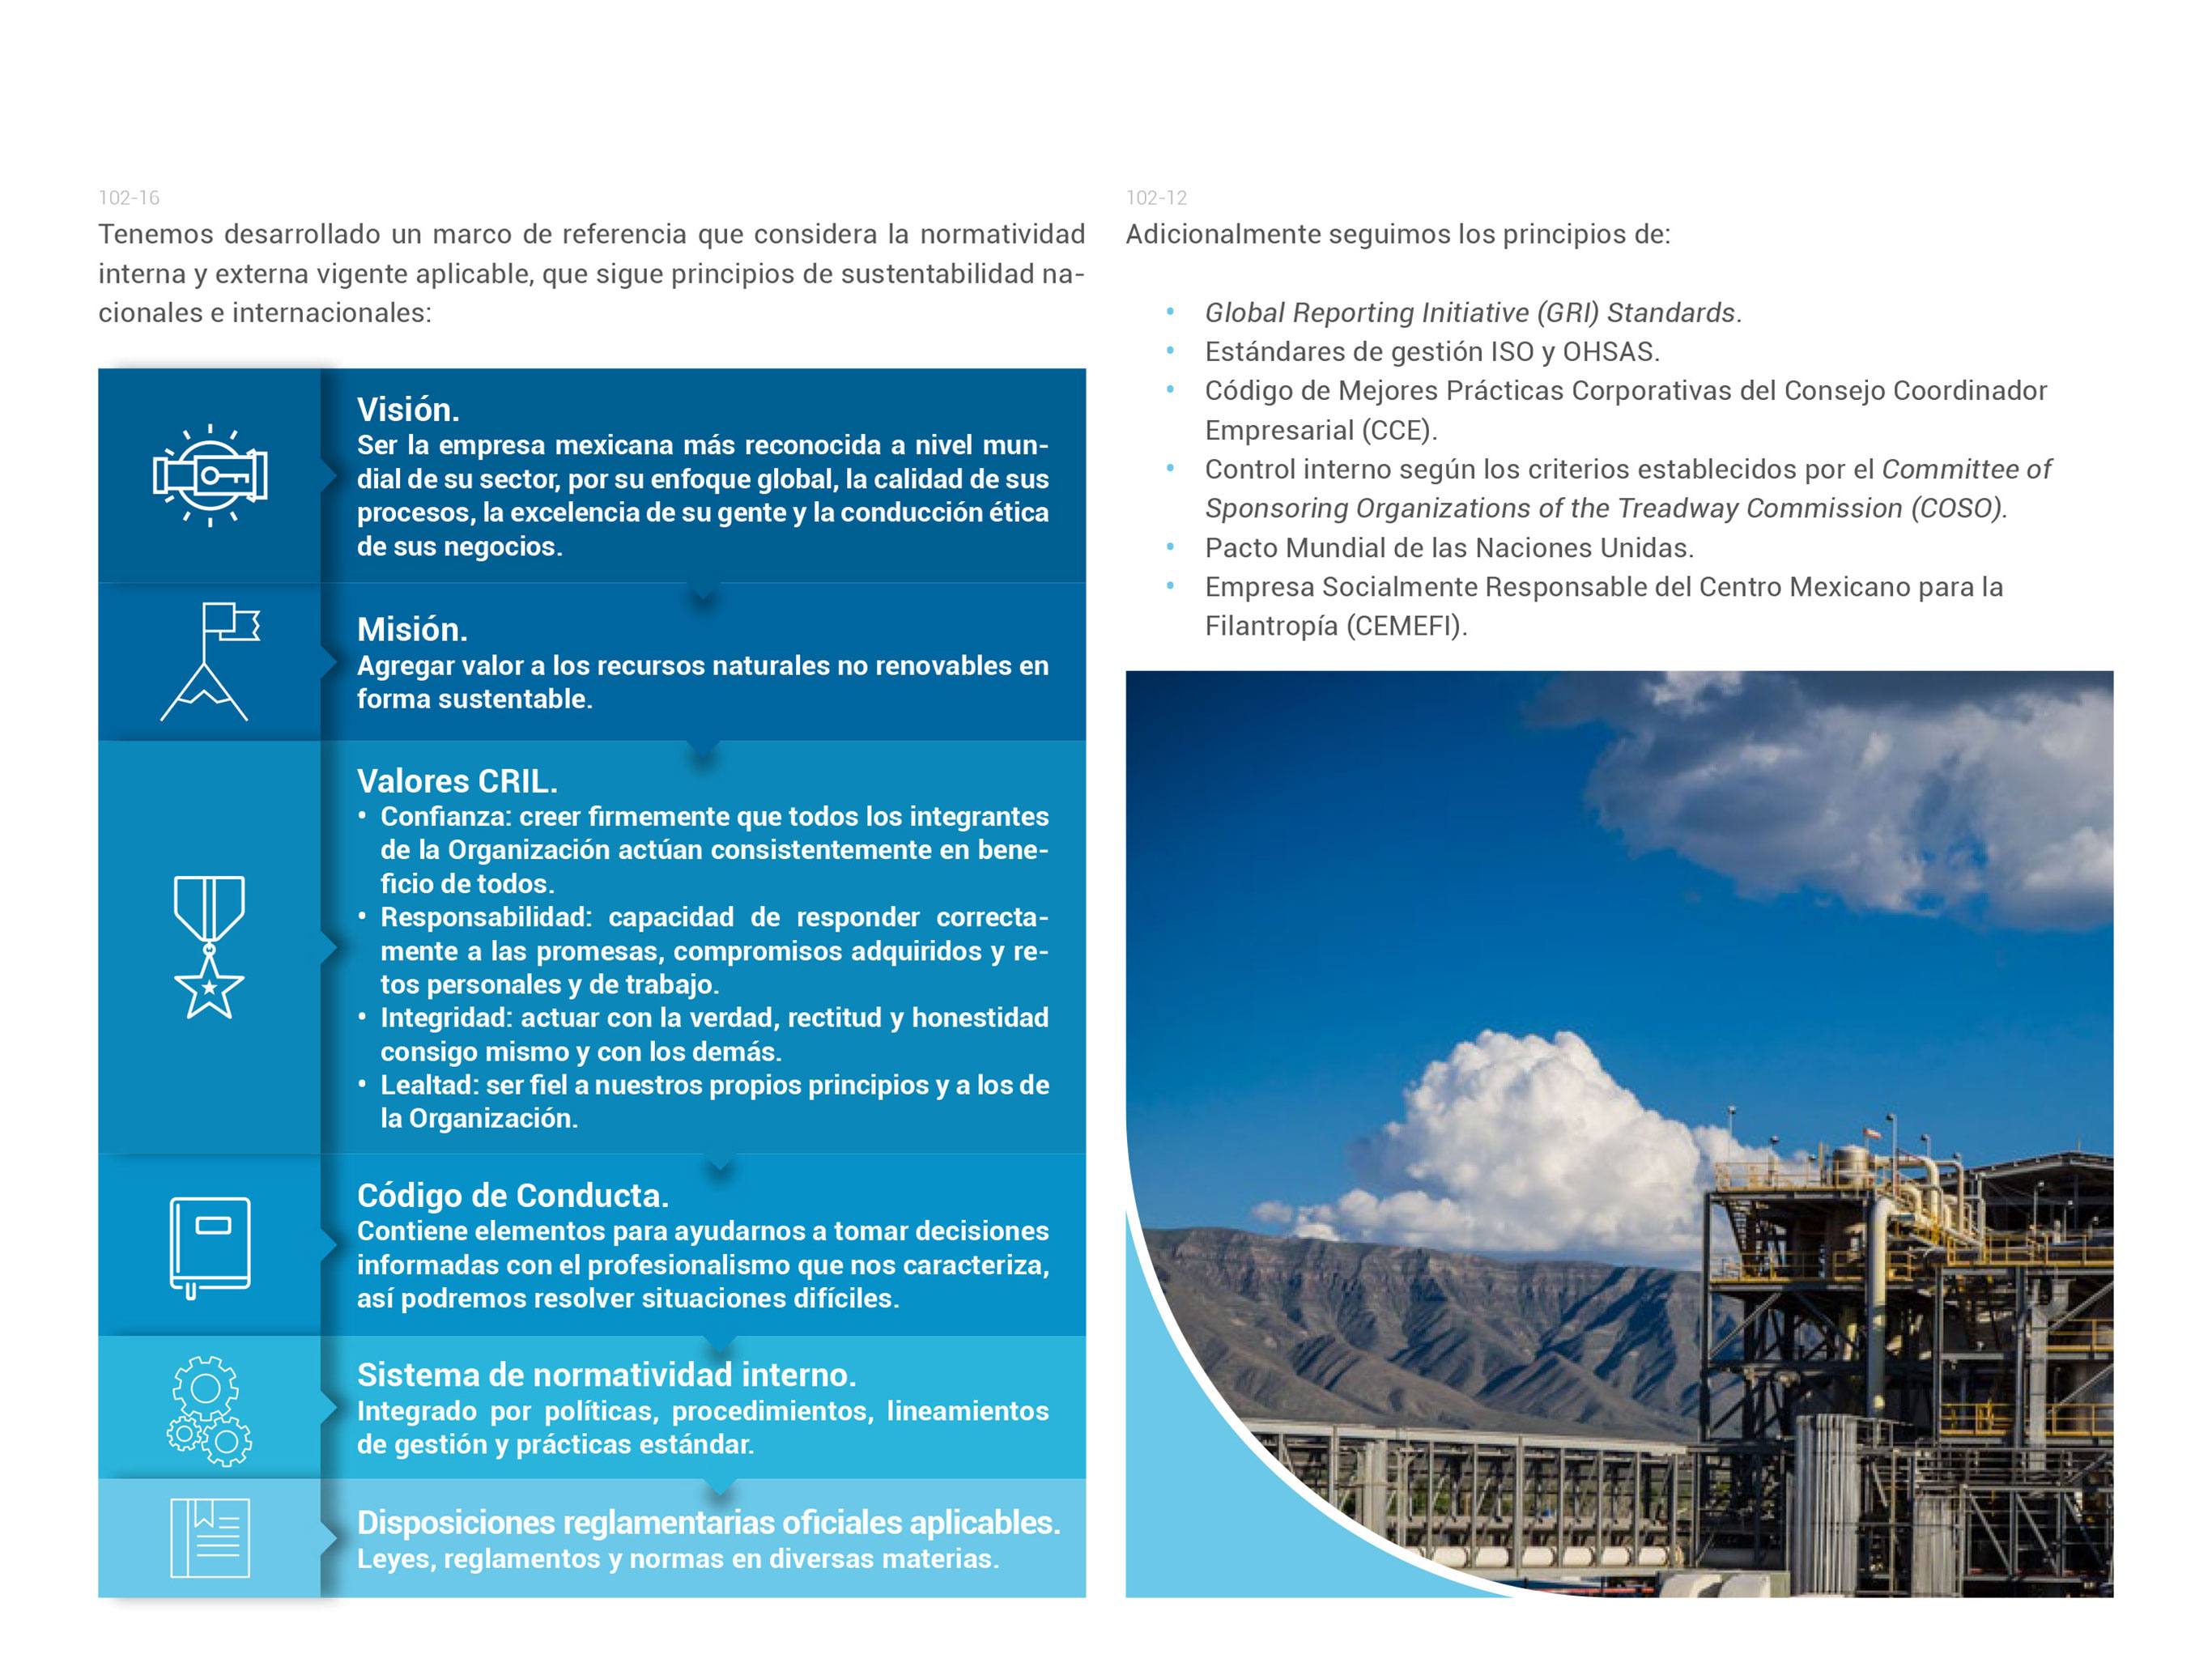 102-16
Tenemos desarrollado un marco de referencia que considera la normatividad
interna y externa vigente aplicable, que sigue principios de sustentabilidad na-
cionales e internacionales:
Visión.
Ser la empresa mexicana más reconocida a nivel mun-
dial de su sector, por su enfoque global, la calidad de sus
procesos, la excelencia de su gente y la conducción ética
de sus negocios.
Misión.
Agregar valor a los recursos naturales no renovables en
forma sustentable.
Valores CRIL.
• Confianza: creer firmemente que todos los integrantes
de la Organización actúan consistentemente en bene-
ficio de todos.
• Responsabilidad: capacidad de responder correcta-
mente a las promesas, compromisos adquiridos y re-
tos personales y de trabajo.
• Integridad: actuar con la verdad, rectitud y honestidad
consigo mismo y con los demás.
• Lealtad: ser fiel a nuestros propios principios y a los de
la Organización.
Código de Conducta.
Contiene elementos para ayudarnos a tomar decisiones
informadas con el profesionalismo que nos caracteriza,
así podremos resolver situaciones difíciles.
Sistema de normatividad interno.
Integrado por políticas, procedimientos, lineamientos
de gestión y prácticas estándar.
Disposiciones reglamentarias oficiales aplicables.
Leyes, reglamentos y normas en diversas materias.
102-12
Adicionalmente seguimos los principios de:
• Global Reporting Initiative (GRI) Standards.
• Estándares de gestión ISO y OHSAS.
• Código de Mejores Prácticas Corporativas del Consejo Coordinador
Empresarial (CCE).
• Control interno según los criterios establecidos por el Committee of
Sponsoring Organizations of the Treadway Commission (COSO).
• Pacto Mundial de las Naciones Unidas.
• Empresa Socialmente Responsable del Centro Mexicano para la
Filantropía (CEMEFI).